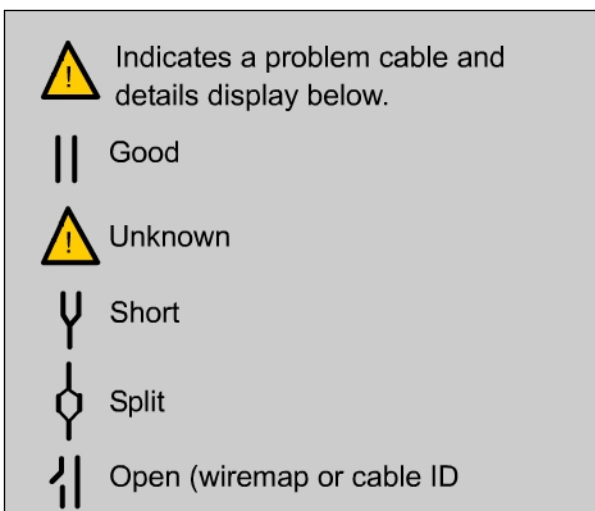 Indicates a problem cable and
details display below.
Good
Unknown
Short
Split
Open (wiremap or cable ID